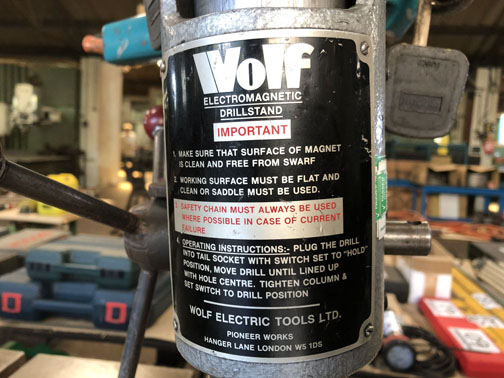 Wolf
ELECTROMAGNETIC
DRILLSTAND
IMPORTANT
1. MAKE SURE THAT SURFACE OF MAGNET
IS CLEAN AND FREE FROM SWARF
2. WORKING SURFACE MUST BE FLAT AND
CLEAN OR SADDLE MUST BE USED.
3. SAFETY CHAIN MUST ALWAYS BE USED
WHERE POSSIBLE IN CASE OF CURRENT
FAILURE
4. OPERATING INSTRUCTIONS:- PLUG THE DRILL
INTO TAIL SOCKET WITH SWITCH SET TO "HOLD"
POSITION, MOVE DRILL UNTIL LINED UP
WITH HOLE CENTRE. TIGHTEN COLUMN &
SET SWITCH TO DRILL POSITION
WOLF ELECTRIC TOOLS LTD.
PIONEER WORKS
HANGER LANE LONDON W5 1DS